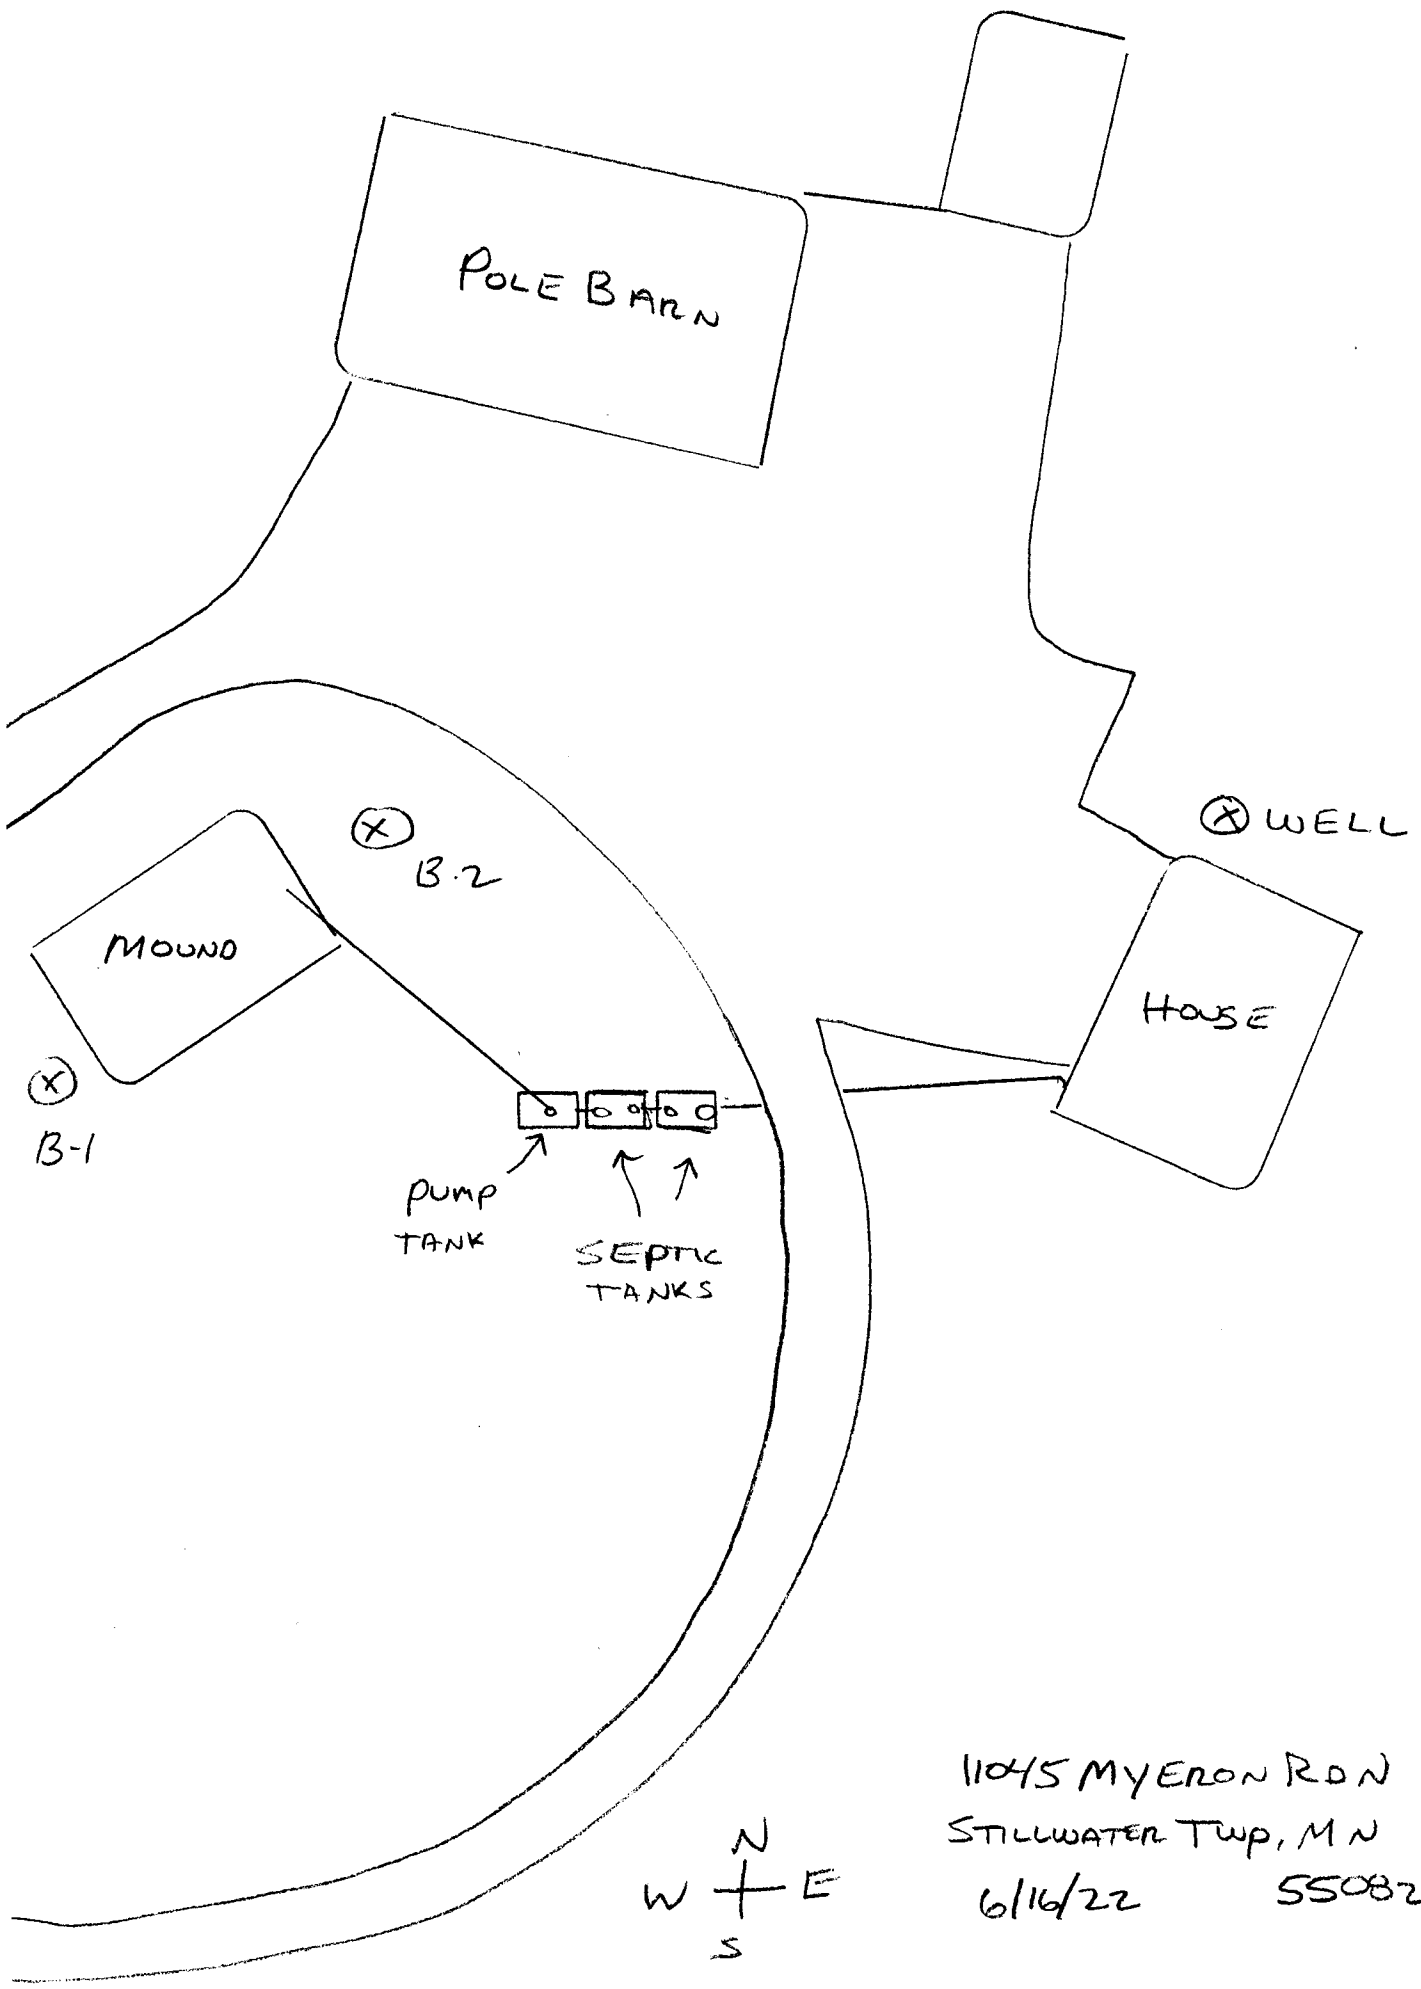 POLE BARN
WELL
B-2
MOUND
HOUSE
B-1
PUMP
TANK
SEPTIC
TANKS
11045 MYERON RD N
STILLWATER TWP, MN
6/16/22 55082
N
W E
S